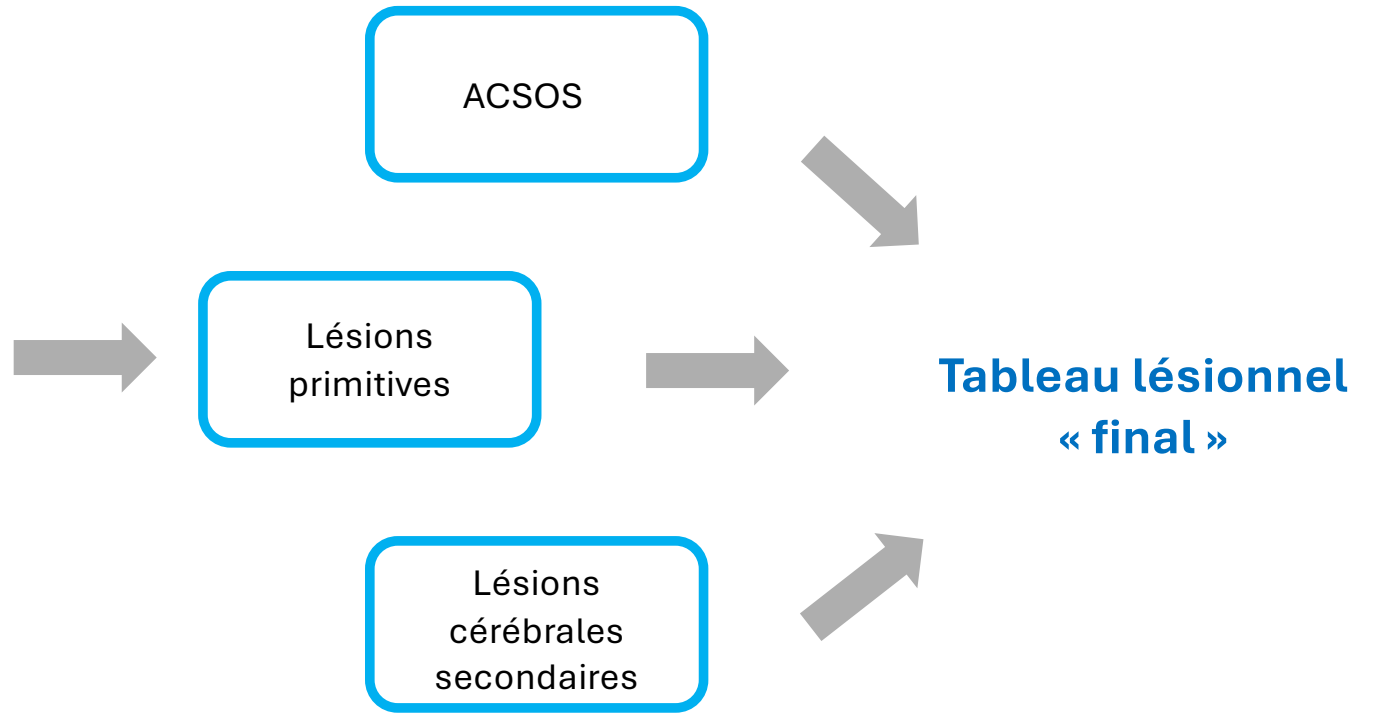 ACSOS
Lésions
primitives
Tableau lésionnel
« final »
Lésions
cérébrales
secondaires